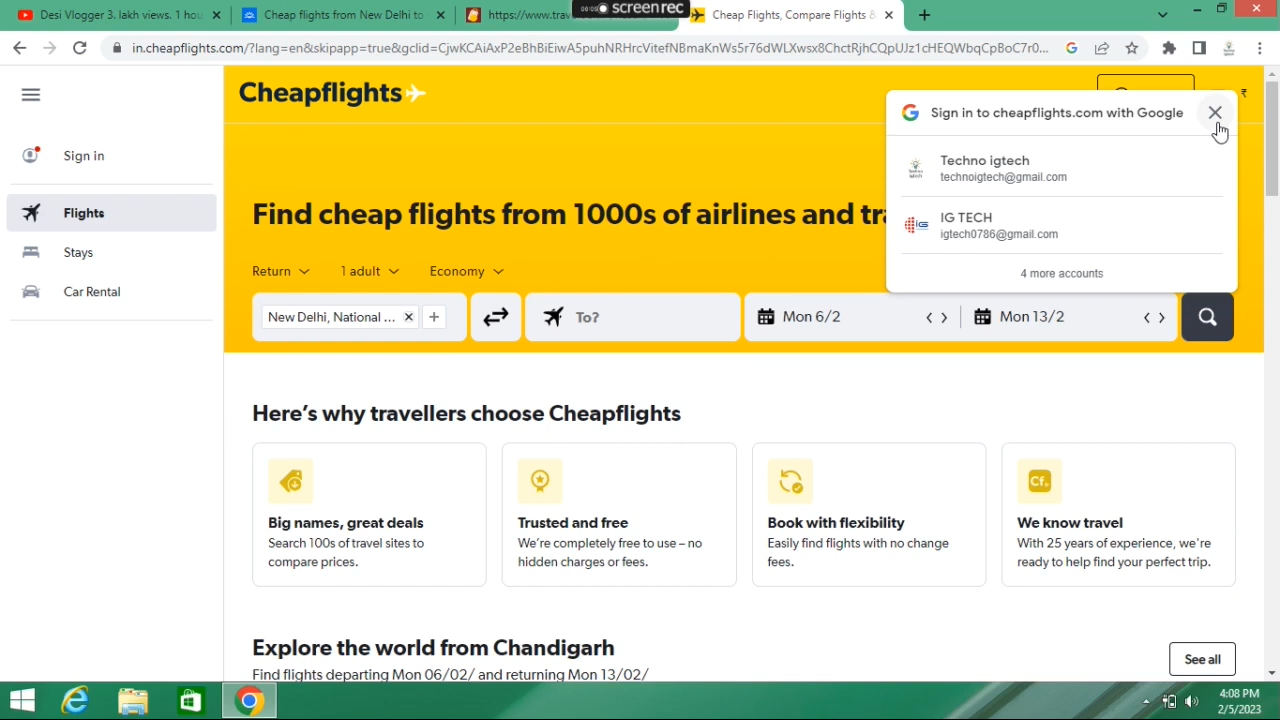 Desi Vlogger 3. lakh views. 1 hou
Cheap flights from New Delhi to
https://www.trav
00:05
screenrec
Cheap Flights, Compare Flights &
in.cheapflights.com/?lang=en&skipapp=true&gclid=CjwKCAiAxP2eBhBiEiwA5puhNRHrcVitefNBmaKnWs5r76dWLXwsx8ChctRjhCQpUJz1cHEQWbqCpBoC7r0...
Cheapflights
₹
Sign in to cheapflights.com with Google
Techno igtech
technoigtech@gmail.com
IG TECH
igtech0786@gmail.com
4 more accounts
Sign in
Flights
Stays
Car Rental
Find cheap flights from 1000s of airlines and tra
Return
1 adult
Economy
New Delhi, National ...
To?
Mon 6/2
Mon 13/2
Here's why travellers choose Cheapflights
Big names, great deals
Search 100s of travel sites to
compare prices.
Trusted and free
We're completely free to use – no
hidden charges or fees.
Book with flexibility
Easily find flights with no change
fees.
Cf.
We know travel
With 25 years of experience, we're
ready to help find your perfect trip.
Explore the world from Chandigarh
See all
Find flights departing Mon 06/02/ and returning Mon 13/02/
4:08 PM
2/5/2023